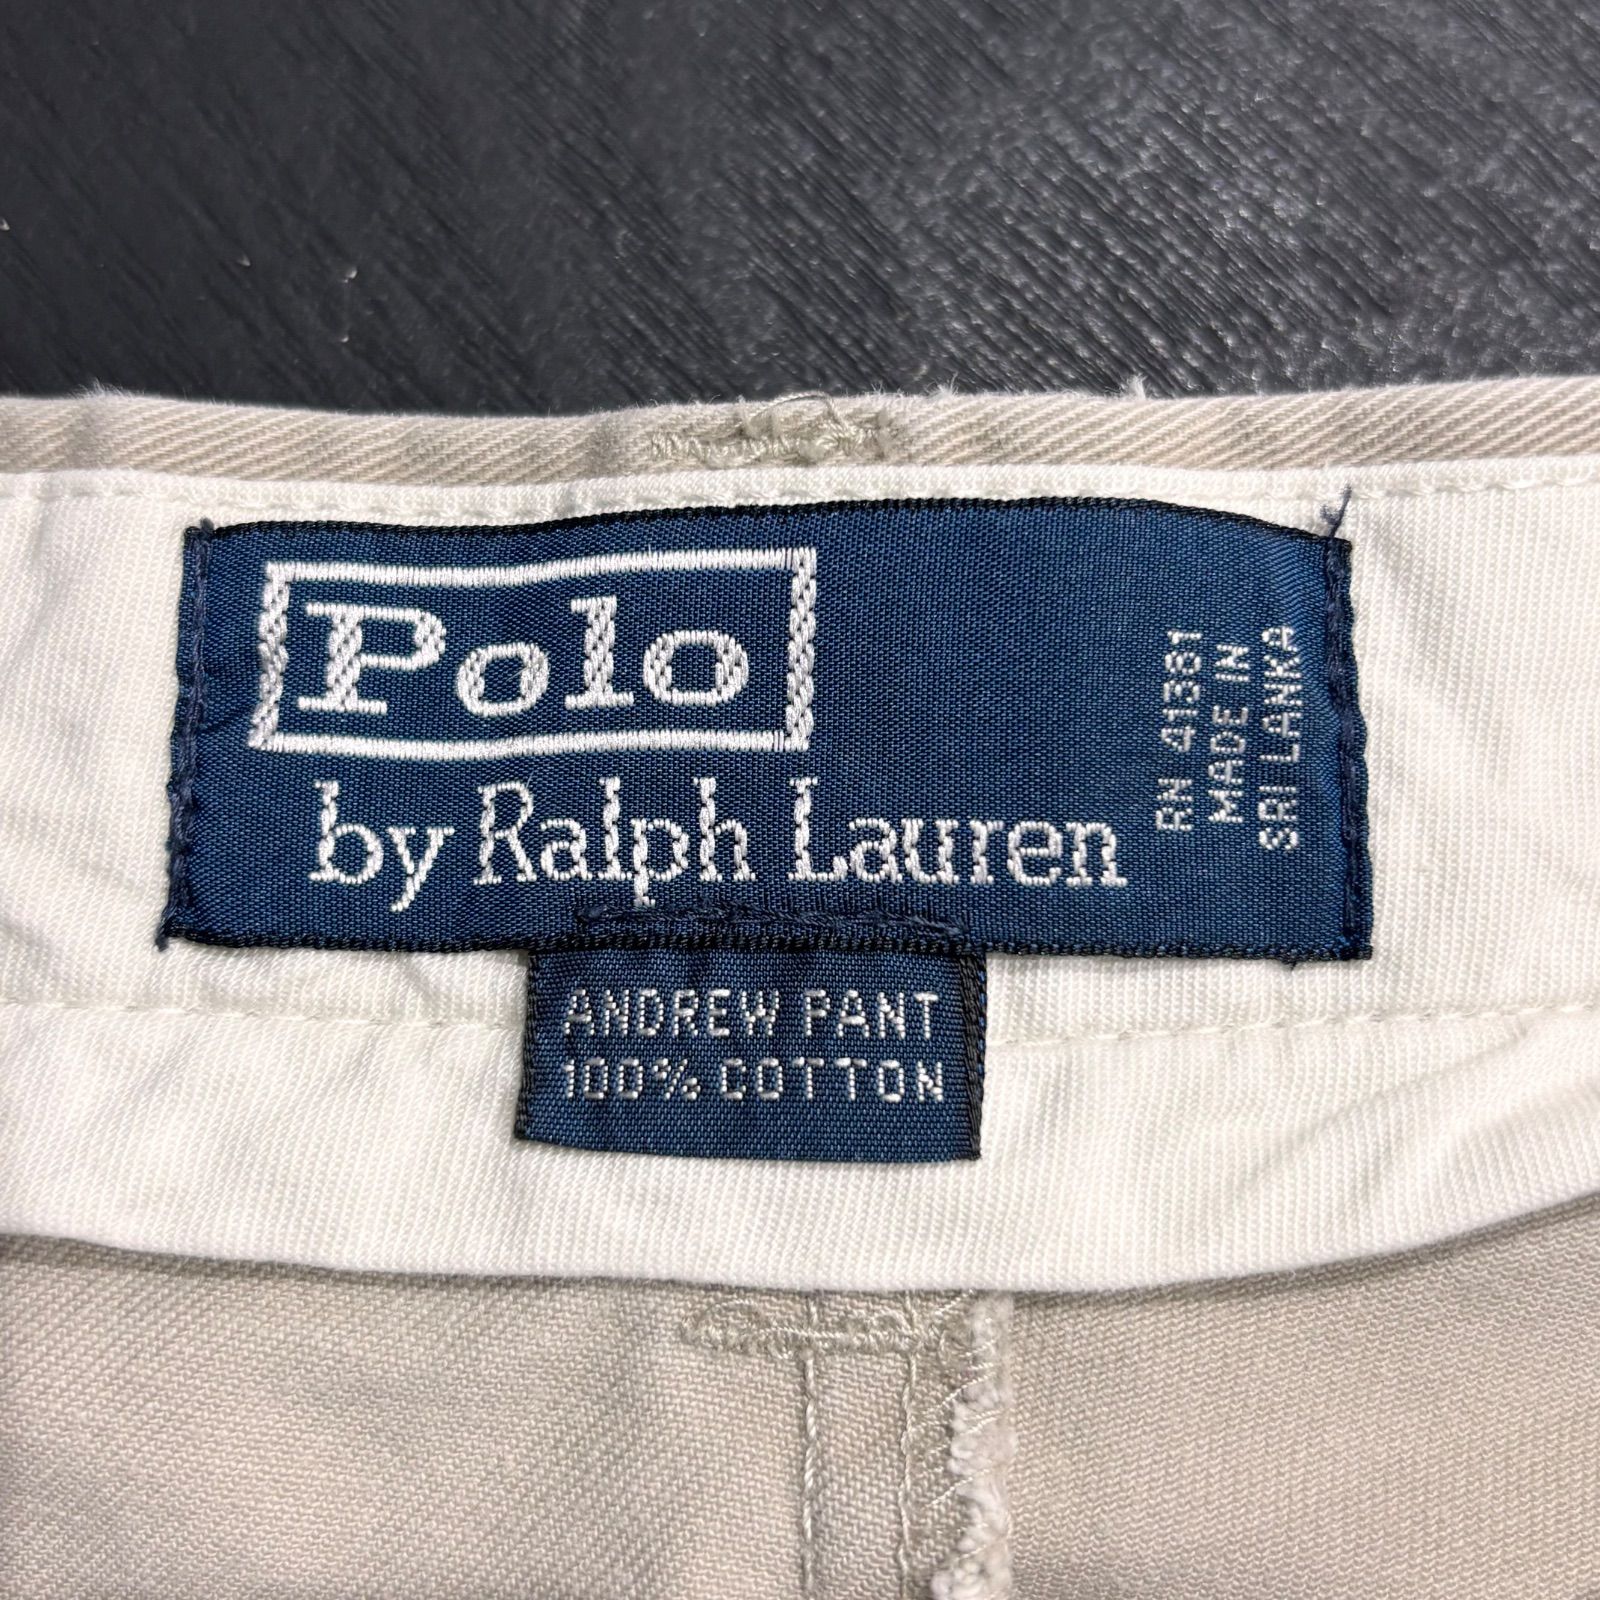 Polo
by Ralph Lauren
RN 41381
MADE IN
SRI LANKA
ANDREW PANT
100% COTTON